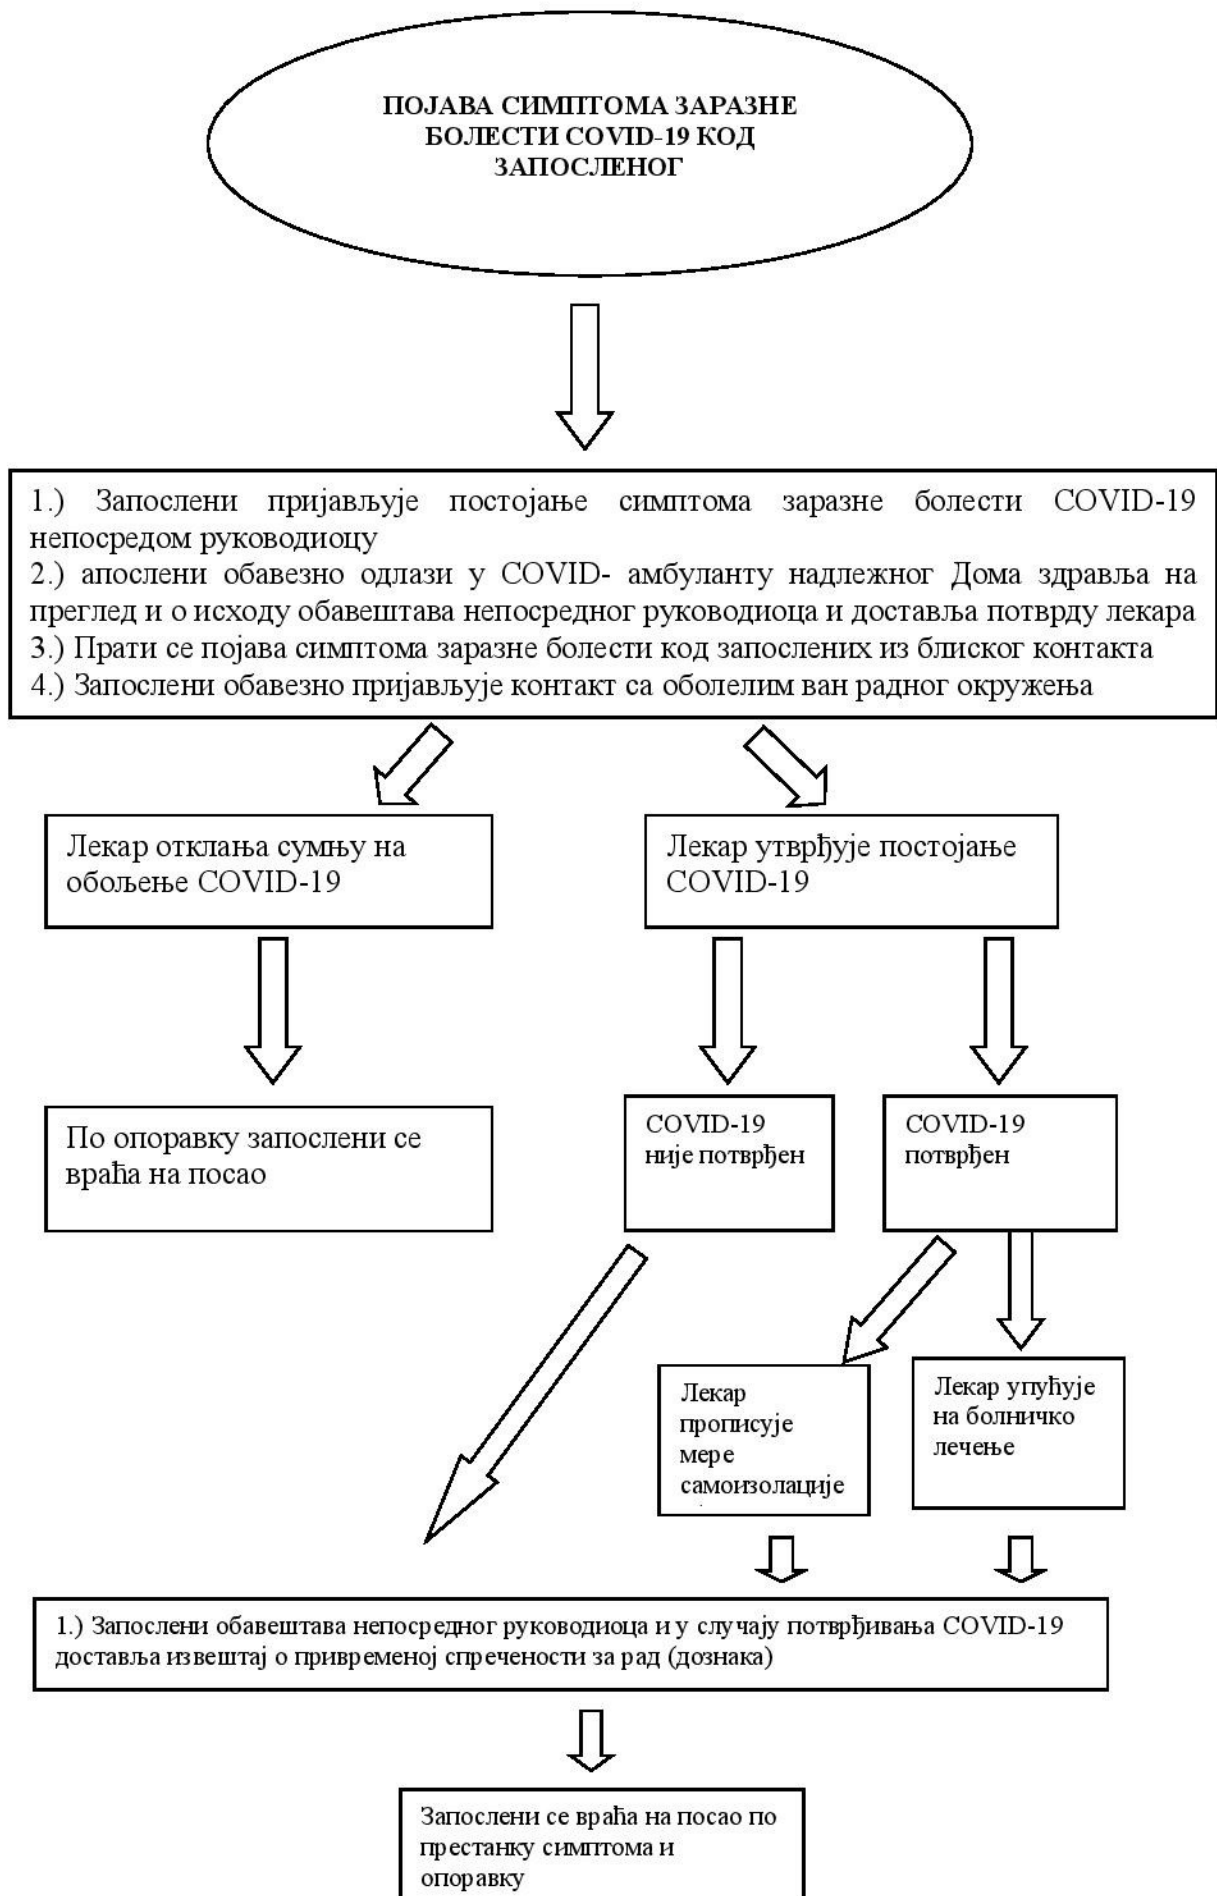 ПОЈАВА СИМПТОМА ЗАРАЗНЕ
БОЛЕСТИ COVID-19 КОД
ЗАПОСЛЕНОГ
1.) Запослени пријављује постојање симптома заразне болести COVID-19
непосредом руководиоцу
2.) апослени обавезно одлази у COVID- амбуланту надлежног Дома здравља на
преглед и о исходу обавештава непосредног руководиоца и доставља потврду лекара
3.) Прати се појава симптома заразне болести код запослених из блиског контакта
4.) Запослени обавезно пријављује контакт са оболелим ван радног окружења
Лекар отклања сумњу на
обољење COVID-19
Лекар утврђује постојање
COVID-19
По опоравку запослени се
враћа на посао
COVID-19
није потврђен
COVID-19
потврђен
Лекар
прописује
мере
самоизолације
Лекар упућује
на болничко
лечење
1.) Запослени обавештава непосредног руководиоца и у случају потврђивања COVID-19
доставља извештај о привременој спречености за рад (дознака)
Запослени се враћа на посао по
престанку симптома и
опоравку